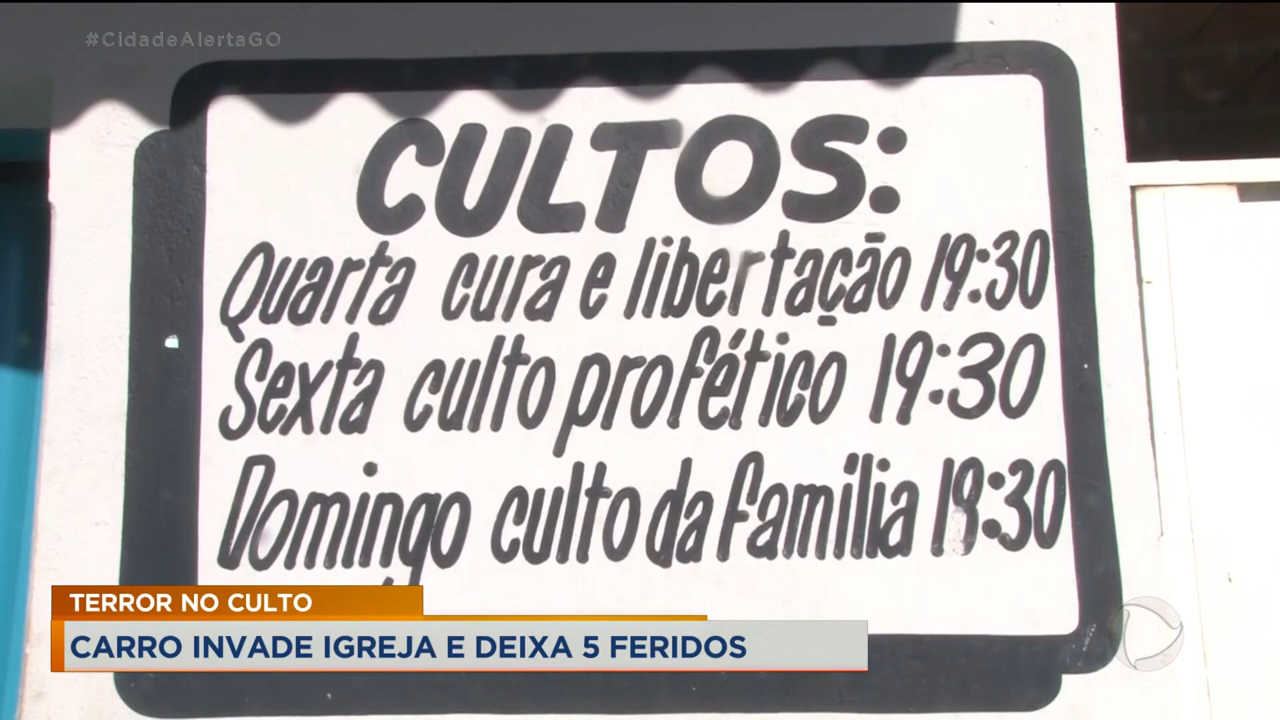 #CidadeAlertaGO
CULTOS:
Quarta cura e libertação 19:30
Sexta culto profético 19:30
Domingo culto da família 19:30
TERROR NO CULTO
CARRO INVADE IGREJA E DEIXA 5 FERIDOS